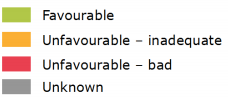 Favourable
Unfavourable – inadequate
Unfavourable – bad
Unknown